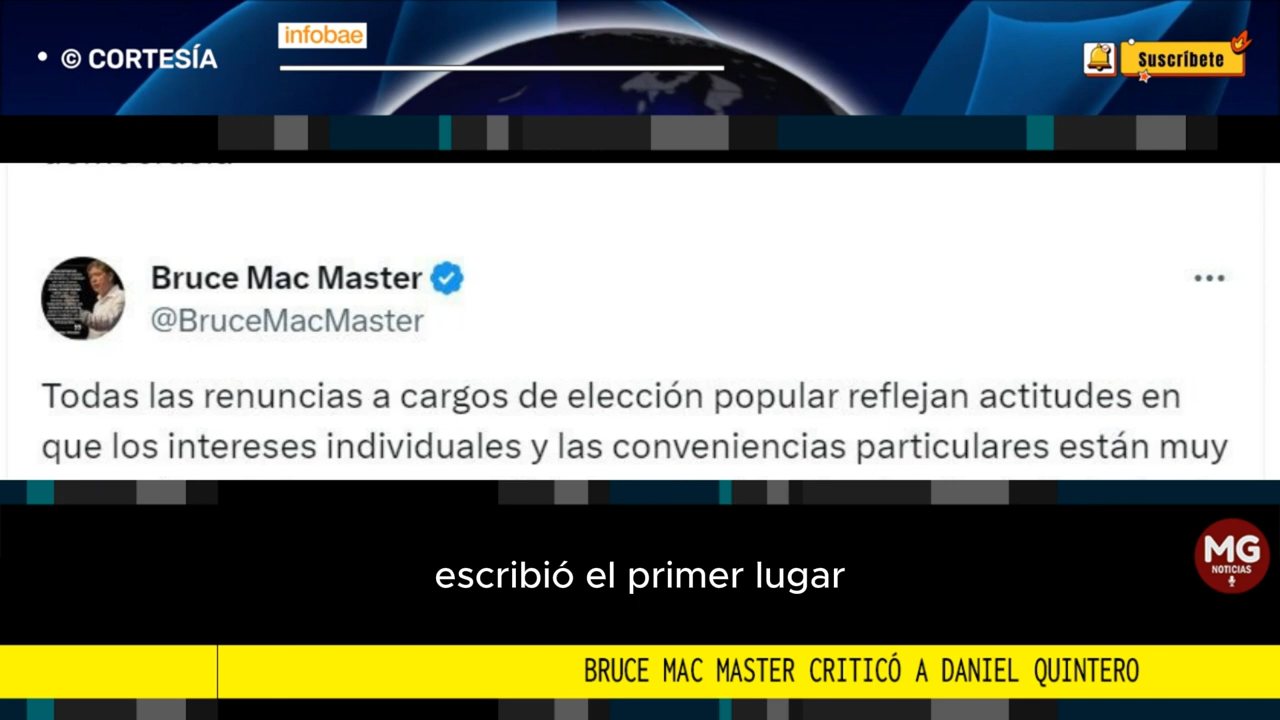 infobae
• © CORTESÍA
Suscríbete
Bruce Mac Master
@BruceMacMaster
Todas las renuncias a cargos de elección popular reflejan actitudes en
que los intereses individuales y las conveniencias particulares están muy
escribió el primer lugar
MG
NOTICIAS
BRUCE MAC MASTER CRITICÓ A DANIEL QUINTERO